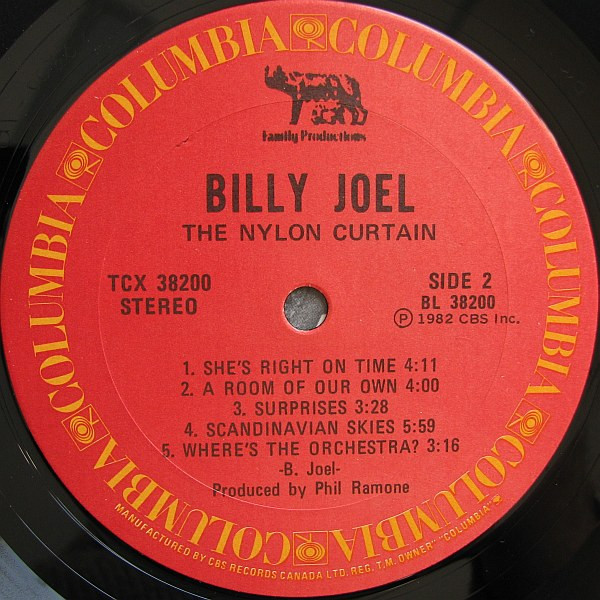 COLUMBIA COLUMBIA COLUMBIA COLUMBIA COLUMBIA COLUMBIA COLUMBIA COLUMBIA
Family Productions
BILLY JOEL
THE NYLON CURTAIN
TCX 38200
STEREO
SIDE 2
BL 38200
Ⓟ 1982 CBS Inc.
1. SHE'S RIGHT ON TIME 4:11
2. A ROOM OF OUR OWN 4:00
3. SURPRISES 3:28
4. SCANDINAVIAN SKIES 5:59
5. WHERE'S THE ORCHESTRA? 3:16
-B. Joel-
Produced by Phil Ramone
MANUFACTURED BY CBS RECORDS CANADA LTD. REG. T.M. OWNER "COLUMBIA"